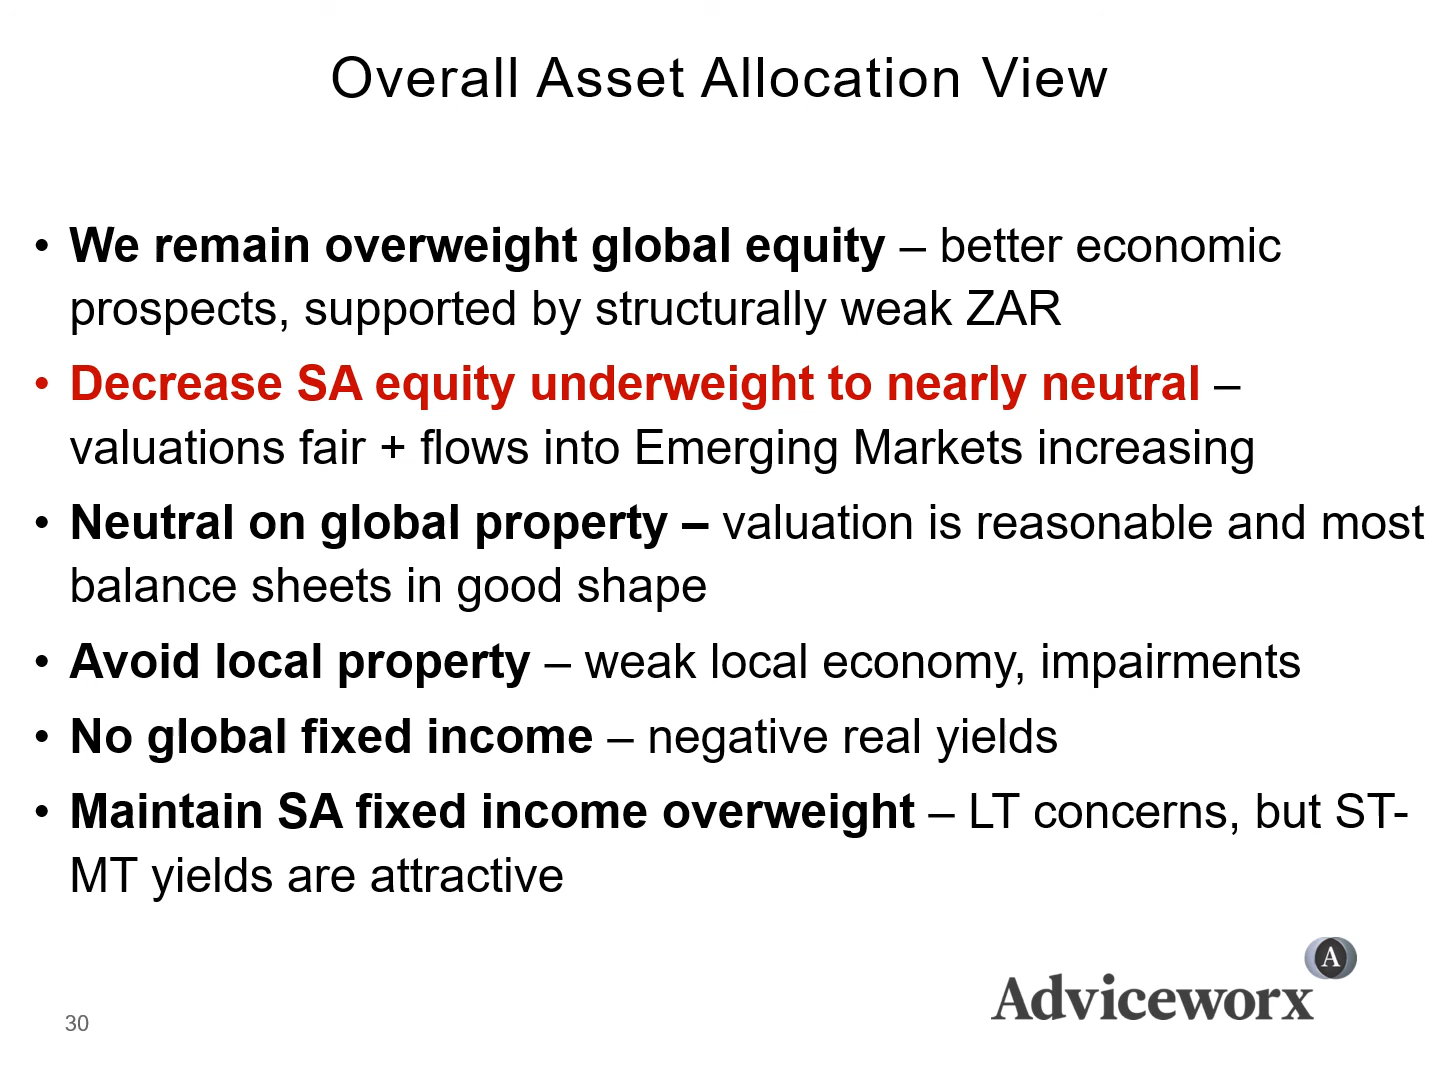 Overall Asset Allocation View
• We remain overweight global equity – better economic
prospects, supported by structurally weak ZAR
• Decrease SA equity underweight to nearly neutral –
valuations fair + flows into Emerging Markets increasing
• Neutral on global property – valuation is reasonable and most
balance sheets in good shape
• Avoid local property – weak local economy, impairments
• No global fixed income – negative real yields
• Maintain SA fixed income overweight – LT concerns, but ST-
MT yields are attractive
A
Adviceworx
30